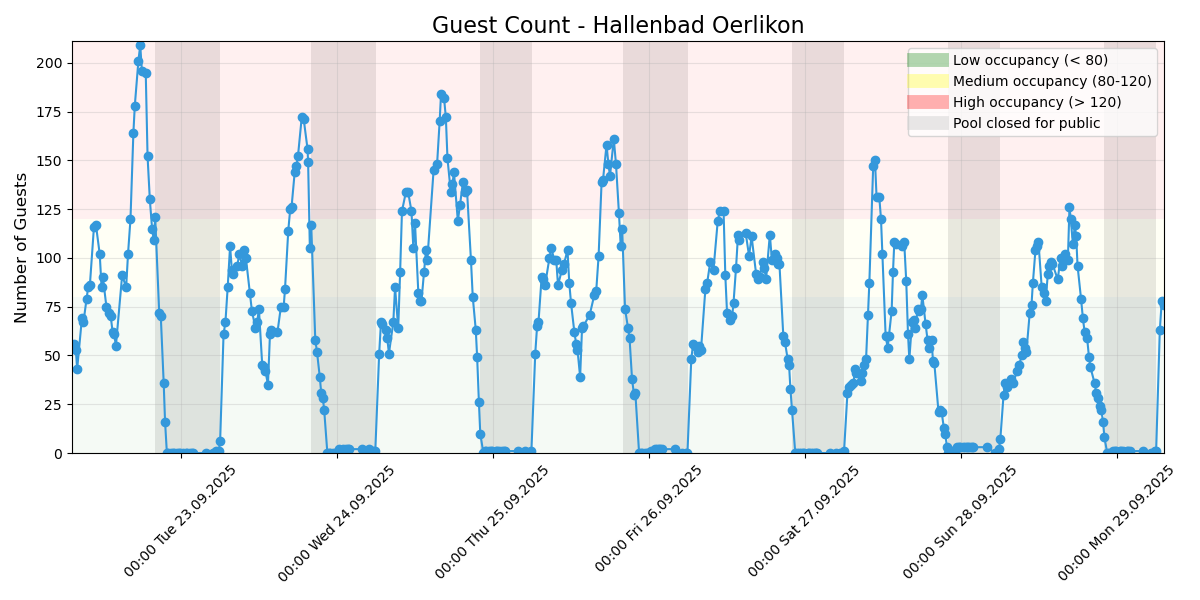 Guest Count - Hallenbad Oerlikon
Number of Guests
200
175
150
125
100
75
50
25
0
Low occupancy (< 80)
Medium occupancy (80-120)
High occupancy (> 120)
Pool closed for public
00:00 Tue 23.09.2025
00:00 Wed 24.09.2025
00:00 Thu 25.09.2025
00:00 Fri 26.09.2025
00:00 Sat 27.09.2025
00:00 Sun 28.09.2025
00:00 Mon 29.09.2025